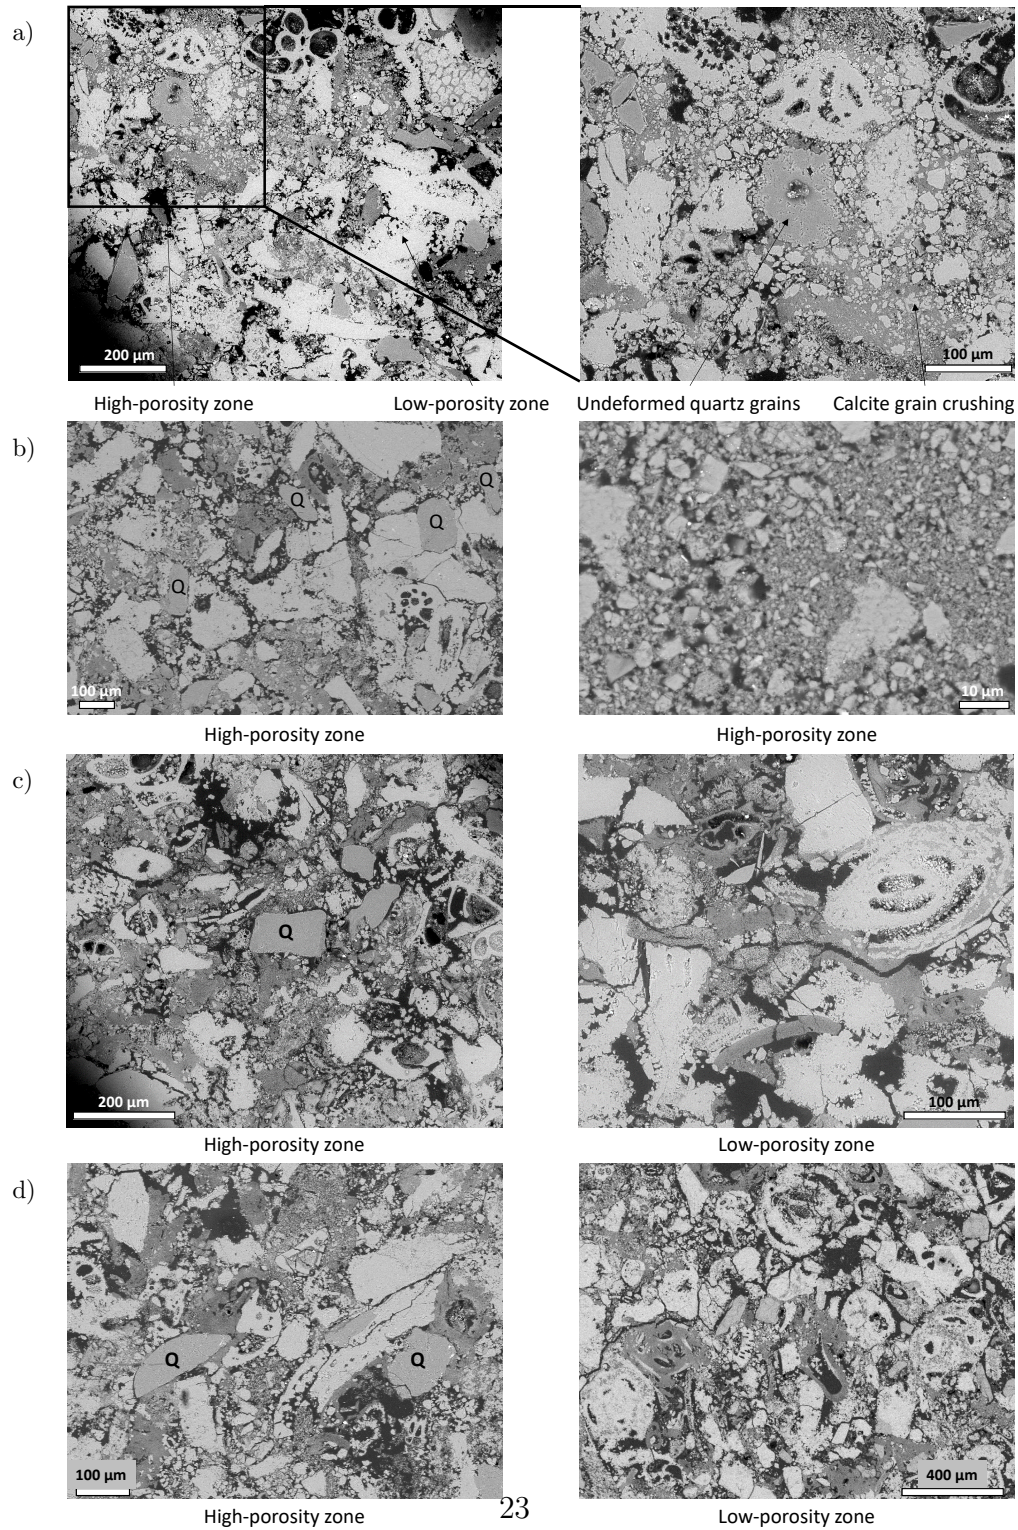 a)
200 µm
100 µm
High-porosity zone
Low-porosity zone
Undeformed quartz grains
Calcite grain crushing
b)
Q
Q
Q
Q
100 µm
10 µm
High-porosity zone
High-porosity zone
c)
Q
200 µm
100 µm
High-porosity zone
Low-porosity zone
d)
Q
Q
100 µm
400 µm
High-porosity zone
23
Low-porosity zone